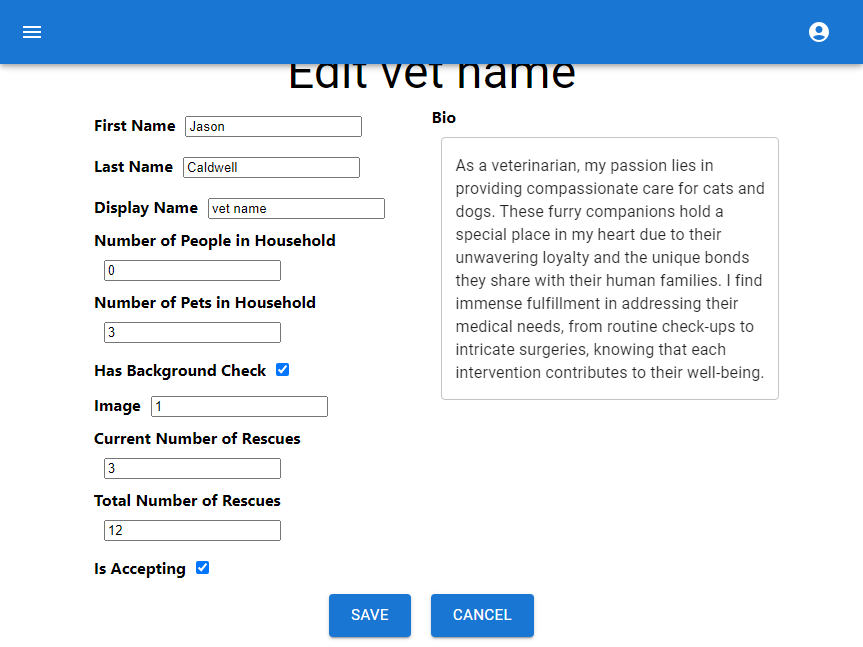 Edit vet name
First Name Jason
Last Name Caldwell
Display Name vet name
Number of People in Household
0
Number of Pets in Household
3
Has Background Check
Image 1
Current Number of Rescues
3
Total Number of Rescues
12
Is Accepting
Bio
As a veterinarian, my passion lies in
providing compassionate care for cats and
dogs. These furry companions hold a
special place in my heart due to their
unwavering loyalty and the unique bonds
they share with their human families. I find
immense fulfillment in addressing their
medical needs, from routine check-ups to
intricate surgeries, knowing that each
intervention contributes to their well-being.
SAVE CANCEL